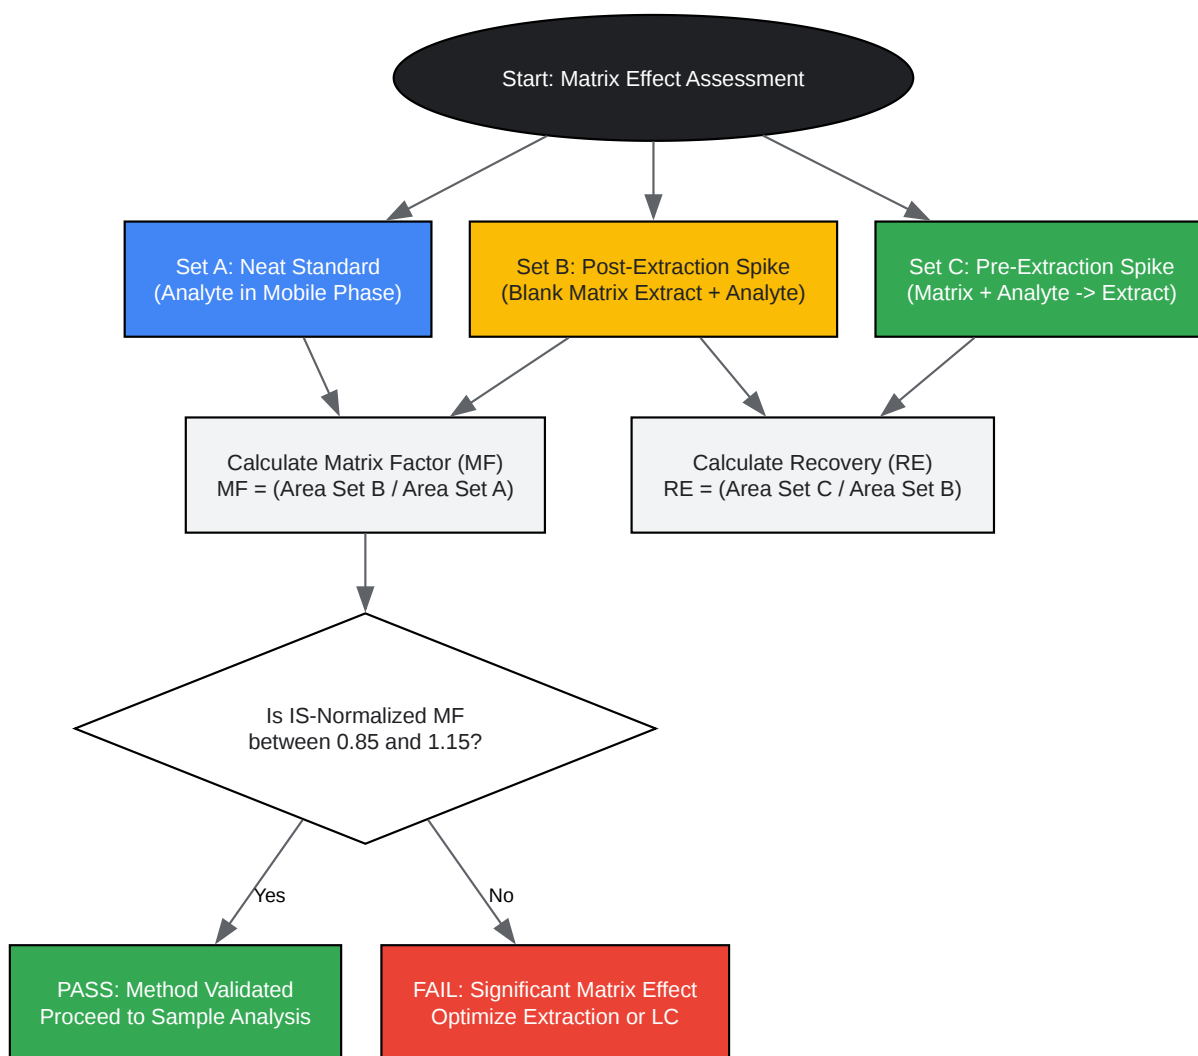 Start: Matrix Effect Assessment
Set A: Neat Standard
(Analyte in Mobile Phase)
Set B: Post-Extraction Spike
(Blank Matrix Extract + Analyte)
Set C: Pre-Extraction Spike
(Matrix + Analyte -> Extract)
Calculate Matrix Factor (MF)
MF = (Area Set B / Area Set A)
Calculate Recovery (RE)
RE = (Area Set C / Area Set B)
Is IS-Normalized MF
between 0.85 and 1.15?
Yes
No
PASS: Method Validated
Proceed to Sample Analysis
FAIL: Significant Matrix Effect
Optimize Extraction or LC